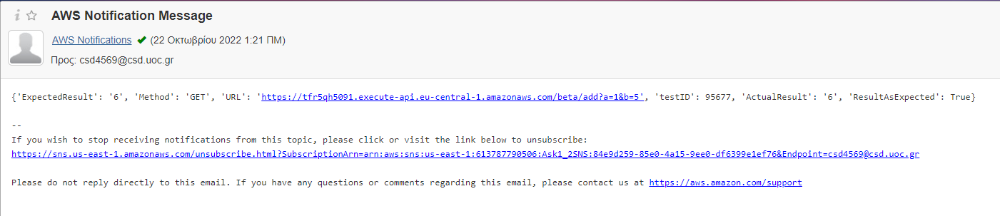 AWS Notification Message
AWS Notifications (22 Οκτωβρίου 2022 1:21 ΠΜ)
Προς: csd4569@csd.uoc.gr
{'ExpectedResult': '6', 'Method': 'GET', 'URL': 'https://tfr5qh5091.execute-api.eu-central-1.amazonaws.com/beta/add?a=1&b=5', 'testID': 95677, 'ActualResult': '6', 'ResultAsExpected': True}
--
If you wish to stop receiving notifications from this topic, please click or visit the link below to unsubscribe:
https://sns.us-east-1.amazonaws.com/unsubscribe.html?SubscriptionArn=arn:aws:sns:us-east-1:613787790506:Ask1_2SNS:84e9d259-85e0-4a15-9ee0-df6399e1ef76&Endpoint=csd4569@csd.uoc.gr
Please do not reply directly to this email. If you have any questions or comments regarding this email, please contact us at https://aws.amazon.com/support